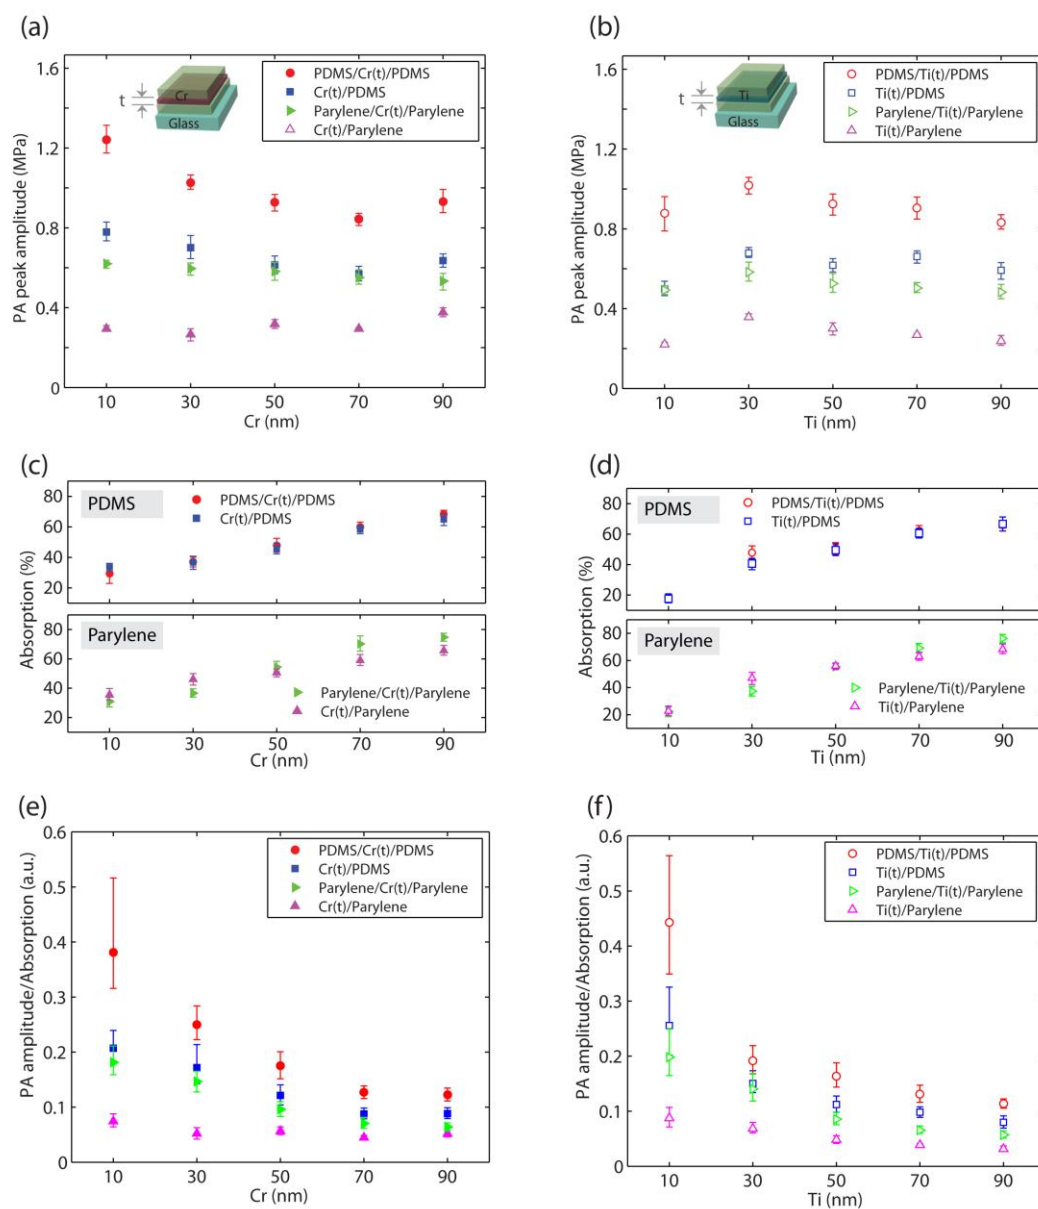 (a)
PA peak amplitude (MPa)
1.6
1.2
0.8
0.4
0
t
Cr
Glass
PDMS/Cr(t)/PDMS
Cr(t)/PDMS
Parylene/Cr(t)/Parylene
Cr(t)/Parylene
10 30 50 70 90
Cr (nm)
(b)
PA peak amplitude (MPa)
1.6
1.2
0.8
0.4
0
t
Ti
Glass
PDMS/Ti(t)/PDMS
Ti(t)/PDMS
Parylene/Ti(t)/Parylene
Ti(t)/Parylene
10 30 50 70 90
Ti (nm)
(c)
Absorption (%)
80
60
40
20
PDMS
PDMS/Cr(t)/PDMS
Cr(t)/PDMS
80
60
40
20
Parylene
Parylene/Cr(t)/Parylene
Cr(t)/Parylene
10 30 50 70 90
Cr (nm)
(d)
Absorption (%)
80
60
40
20
PDMS
PDMS/Ti(t)/PDMS
Ti(t)/PDMS
80
60
40
20
Parylene
Parylene/Ti(t)/Parylene
Ti(t)/Parylene
10 30 50 70 90
Ti (nm)
(e)
PA amplitude/Absorption (a.u.)
0.6
0.5
0.4
0.3
0.2
0.1
0
PDMS/Cr(t)/PDMS
Cr(t)/PDMS
Parylene/Cr(t)/Parylene
Cr(t)/Parylene
10 30 50 70 90
Cr (nm)
(f)
PA amplitude/Absorption (a.u.)
0.6
0.5
0.4
0.3
0.2
0.1
0
PDMS/Ti(t)/PDMS
Ti(t)/PDMS
Parylene/Ti(t)/Parylene
Ti(t)/Parylene
10 30 50 70 90
Ti (nm)